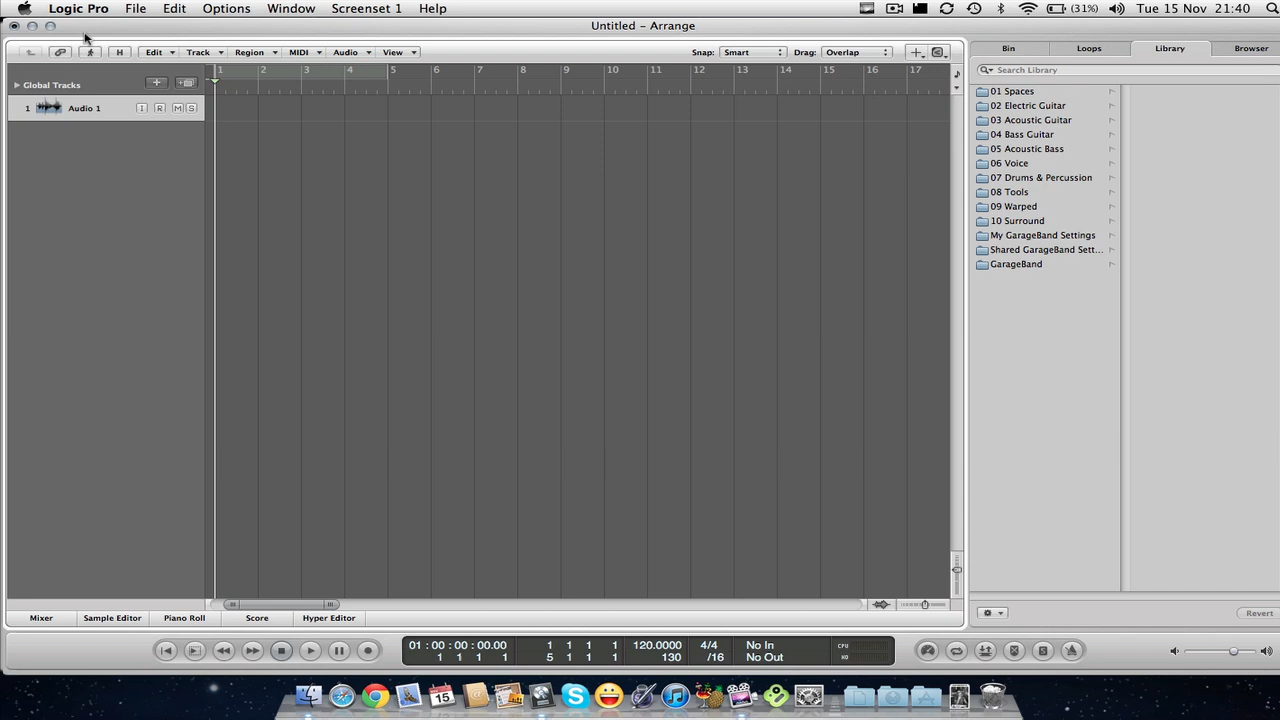 Logic Pro File Edit Options Window Screenset 1 Help (31%) Tue 15 Nov 21:40
Untitled - Arrange
H Edit Track Region MIDI Audio View Snap: Smart Drag: Overlap
Bin Loops Library Browser
Search Library
1 2 3 4 5 6 7 8 9 10 11 12 13 14 15 16 17
Global Tracks
1 Audio 1 I R M S
01 Spaces
02 Electric Guitar
03 Acoustic Guitar
04 Bass Guitar
05 Acoustic Bass
06 Voice
07 Drums & Percussion
08 Tools
09 Warped
10 Surround
My GarageBand Settings
Shared GarageBand Sett...
GarageBand
Revert
Mixer Sample Editor Piano Roll Score Hyper Editor
01:00:00:00.00 1 1 1 1 120.0000 4/4 No In CPU
1 1 1 1 5 1 1 1 130 /16 No Out HD
15